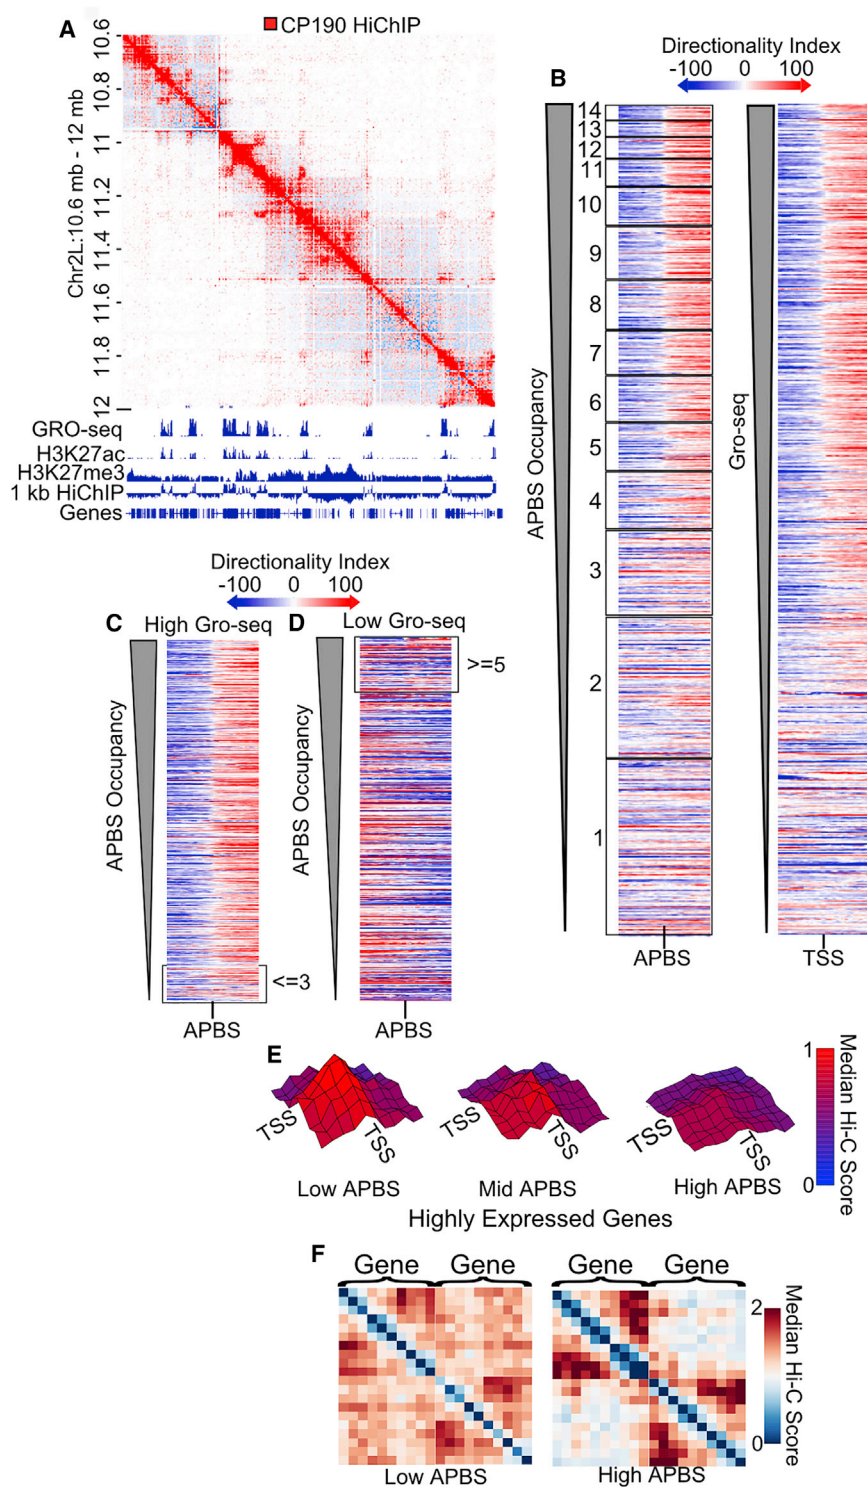 A
CP190 HiChIP
Chr2L:10.6 mb - 12 mb
10.6
10.8
11
11.2
11.4
11.6
11.8
12
GRO-seq
H3K27ac
H3K27me3
1 kb HiChIP
Genes
B
Directionality Index
-100 0 100
APBS Occupancy
14
13
12
11
10
9
8
7
6
5
4
3
2
1
APBS
Gro-seq
TSS
Directionality Index
-100 0 100
C
High Gro-seq
APBS Occupancy
<=3
APBS
D
Low Gro-seq
APBS Occupancy
>=5
APBS
E
TSS
TSS
Low APBS
TSS
TSS
Mid APBS
TSS
TSS
High APBS
Highly Expressed Genes
1
0
Median Hi-C Score
F
Gene Gene
Low APBS
Gene Gene
High APBS
2
0
Median Hi-C Score